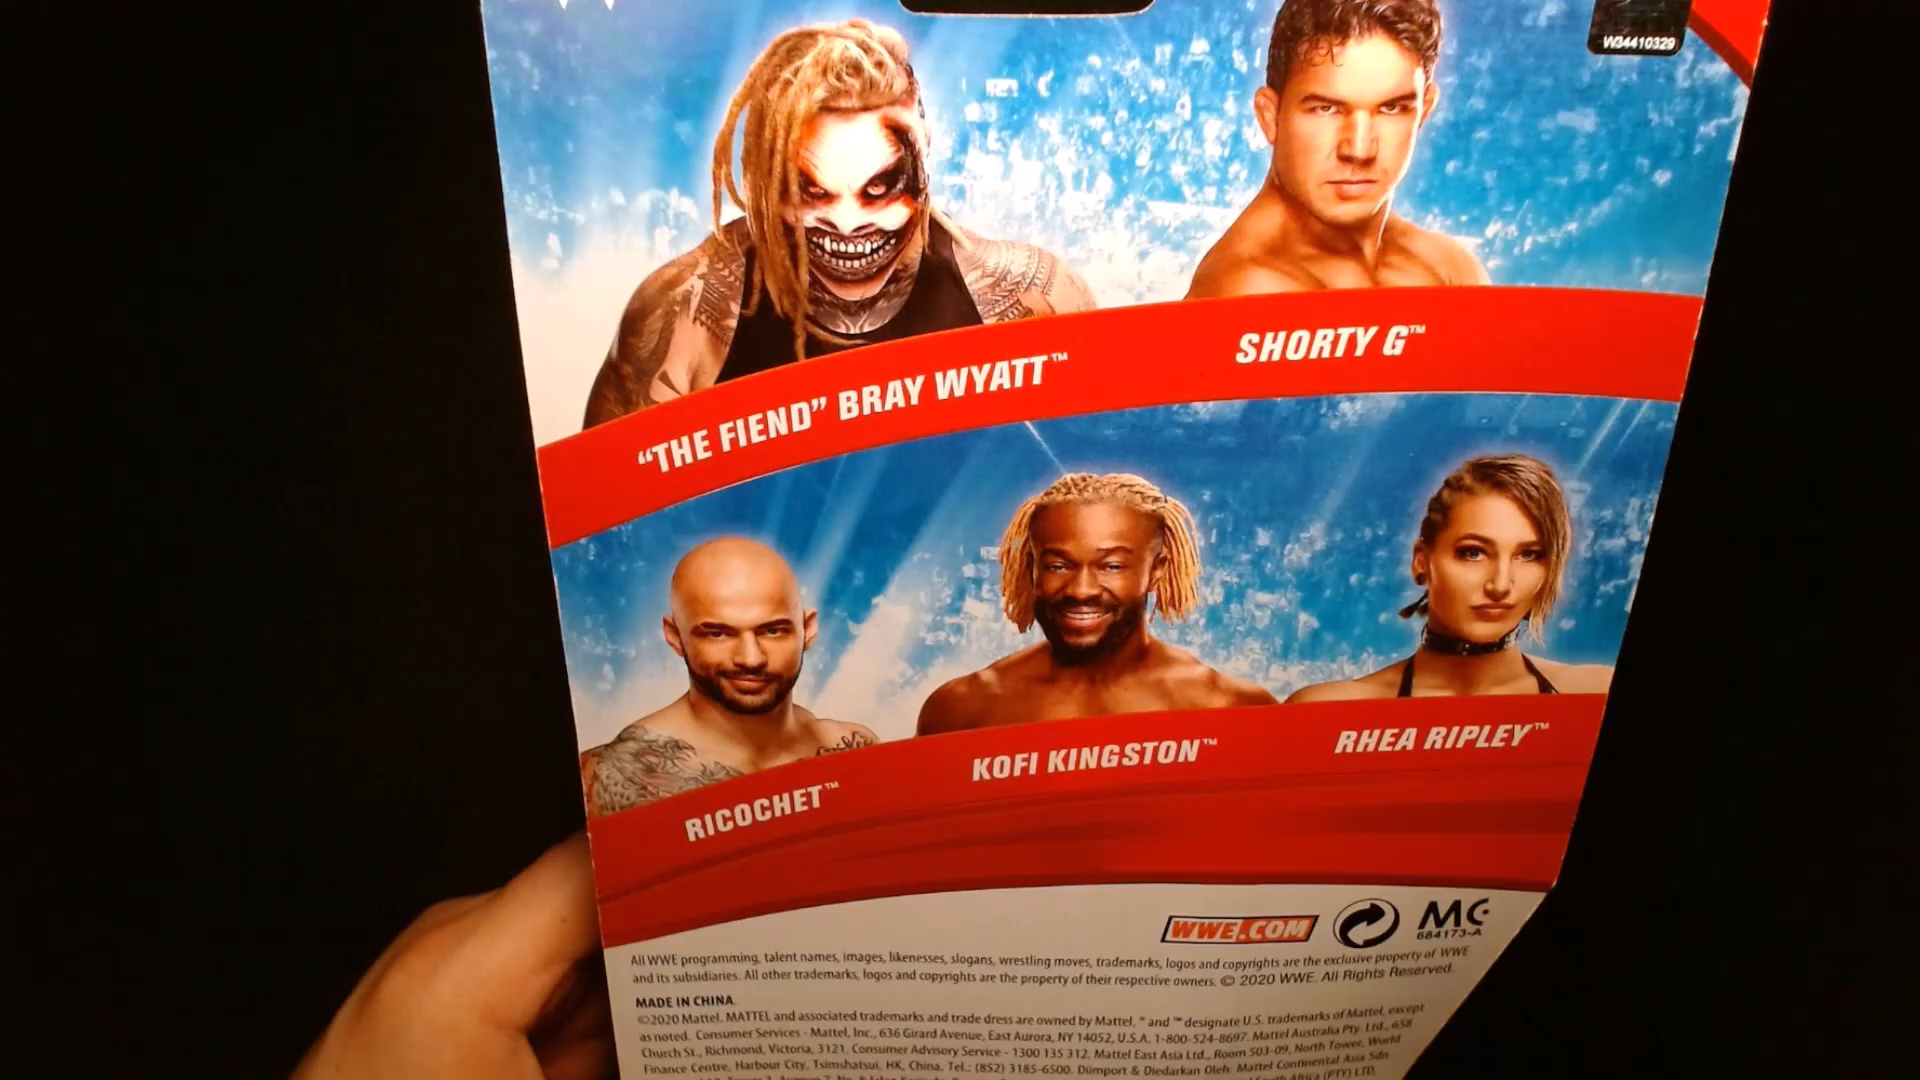 W34410329
"THE FIEND" BRAY WYATT™
SHORTY G™
RICOCHET™
KOFI KINGSTON™
RHEA RIPLEY™
WWE.COM
MC
684173-A
All WWE programming, talent names, images, likenesses, slogans, wrestling moves, trademarks, logos and copyrights are the exclusive property of WWE
and its subsidiaries. All other trademarks, logos and copyrights are the property of their respective owners. © 2020 WWE. All Rights Reserved.
MADE IN CHINA.
©2020 Mattel. MATTEL and associated trademarks and trade dress are owned by Mattel. ® and ™ designate U.S. trademarks of Mattel, except
as noted. Consumer Services - Mattel, Inc., 636 Girard Avenue, East Aurora, NY 14052, U.S.A. 1-800-524-8697. Mattel Australia Pty. Ltd., 658
Church St., Richmond, Victoria, 3121. Consumer Advisory Service - 1300 135 312. Mattel East Asia Ltd., Room 503-09, North Tower, World
Finance Centre, Harbour City, Tsimshatsui, HK, China. Tel.: (852) 3185-6500. Diimport & Diedarkan Oleh: Mattel Continental Asia Sdn
South Africa (PTY) LTD,